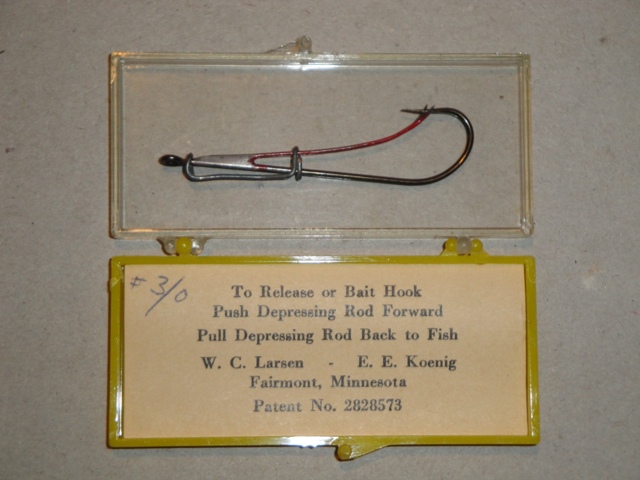 # 3/0
To Release or Bait Hook
Push Depressing Rod Forward
Pull Depressing Rod Back to Fish
W. C. Larsen - E. E. Koenig
Fairmont, Minnesota
Patent No. 2828573